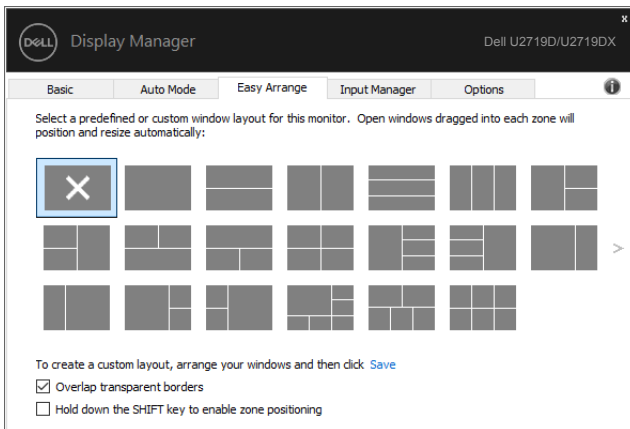 x
DELL Display Manager Dell U2719D/U2719DX
Basic Auto Mode Easy Arrange Input Manager Options
Select a predefined or custom window layout for this monitor. Open windows dragged into each zone will
position and resize automatically:
>
To create a custom layout, arrange your windows and then click Save
Overlap transparent borders
Hold down the SHIFT key to enable zone positioning